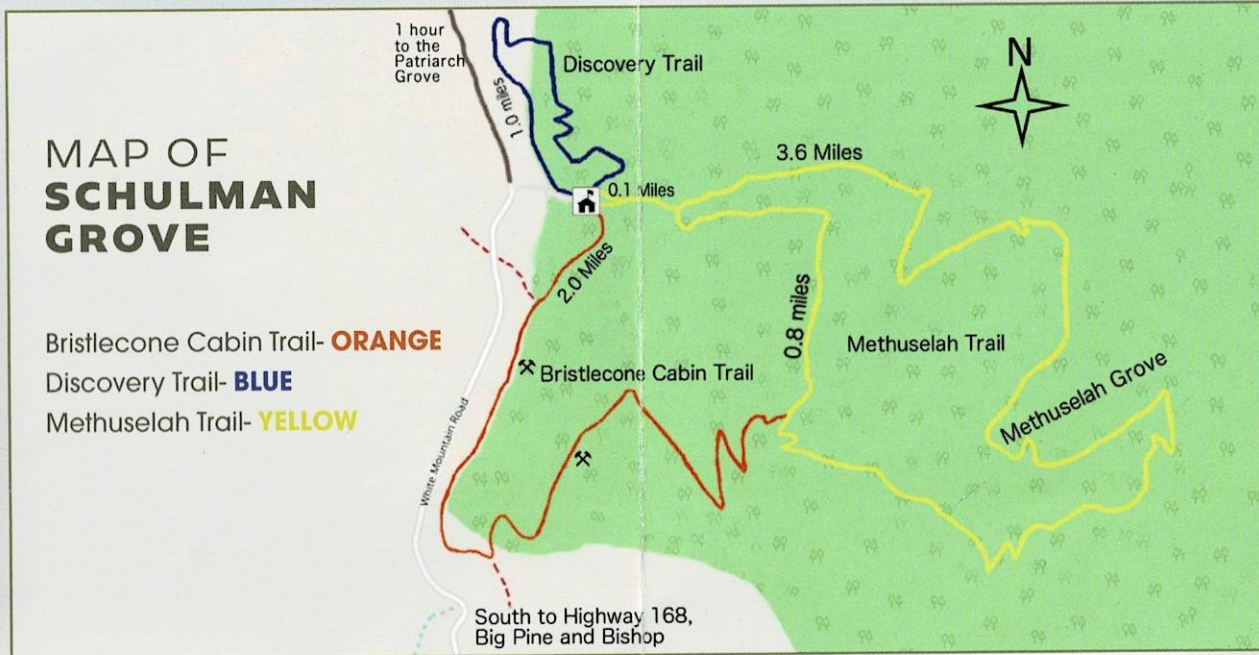 1 hour
to the
Patriarch
Grove
Discovery Trail
1.0 miles
N
MAP OF
SCHULMAN
GROVE
3.6 Miles
0.1 Miles
2.0 Miles
0.8 miles
Bristlecone Cabin Trail- ORANGE
Discovery Trail- BLUE
Methuselah Trail- YELLOW
Methuselah Trail
Bristlecone Cabin Trail
Methuselah Grove
White Mountain Road
South to Highway 168,
Big Pine and Bishop